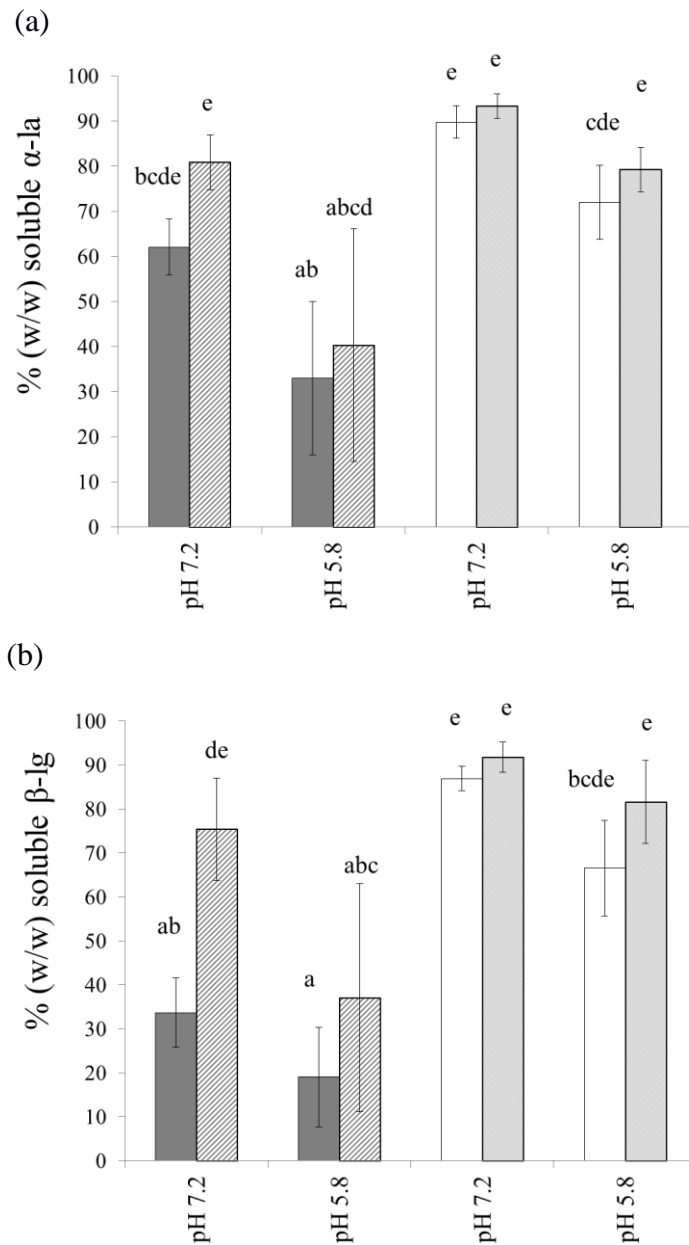 (a)
% (w/w) soluble α-la
100
90
80
70
60
50
40
30
20
10
0
bcde
e
ab
abcd
e
e
cde
e
pH 7.2
pH 5.8
pH 7.2
pH 5.8
(b)
% (w/w) soluble β-lg
100
90
80
70
60
50
40
30
20
10
0
ab
de
a
abc
e
e
bcde
e
pH 7.2
pH 5.8
pH 7.2
pH 5.8